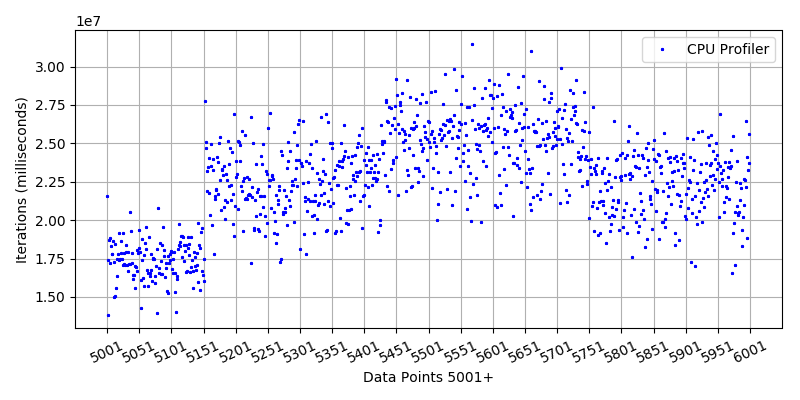 1e7
CPU Profiler
3.00
2.75
2.50
2.25
2.00
1.75
1.50
Iterations (milliseconds)
5001 5051 5101 5151 5201 5251 5301 5351 5401 5451 5501 5551 5601 5651 5701 5751 5801 5851 5901 5951 6001
Data Points 5001+